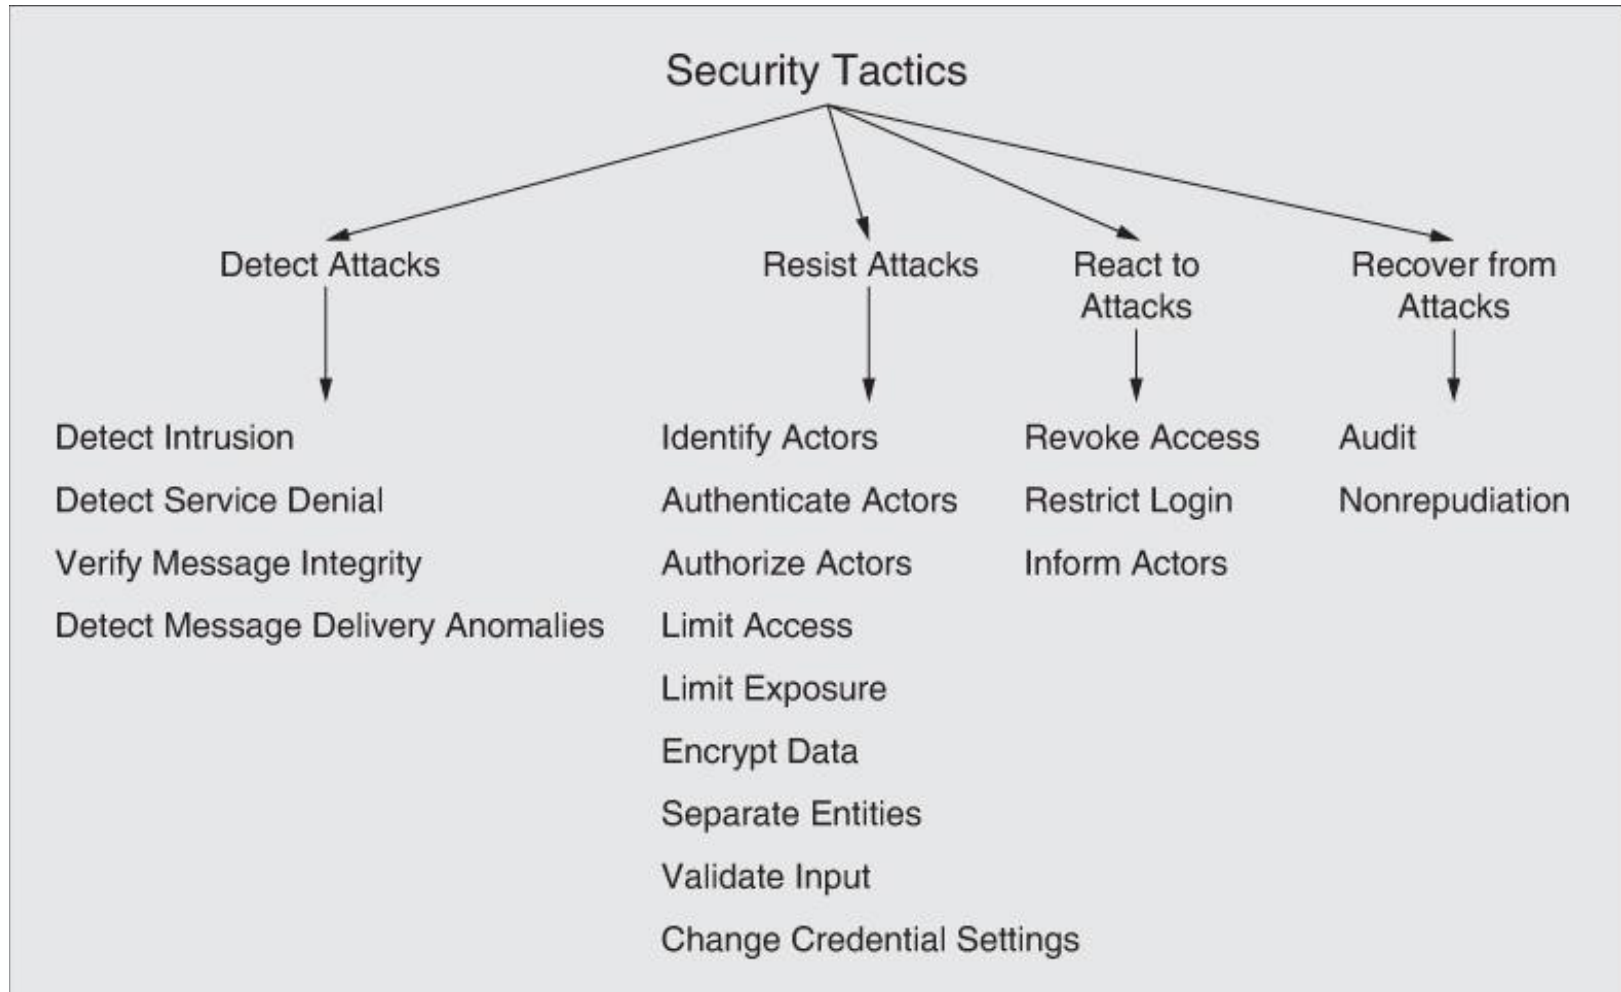 Security Tactics
Detect Attacks
Resist Attacks
React to
Attacks
Recover from
Attacks
Detect Intrusion
Detect Service Denial
Verify Message Integrity
Detect Message Delivery Anomalies
Identify Actors
Authenticate Actors
Authorize Actors
Limit Access
Limit Exposure
Encrypt Data
Separate Entities
Validate Input
Change Credential Settings
Revoke Access
Restrict Login
Inform Actors
Audit
Nonrepudiation